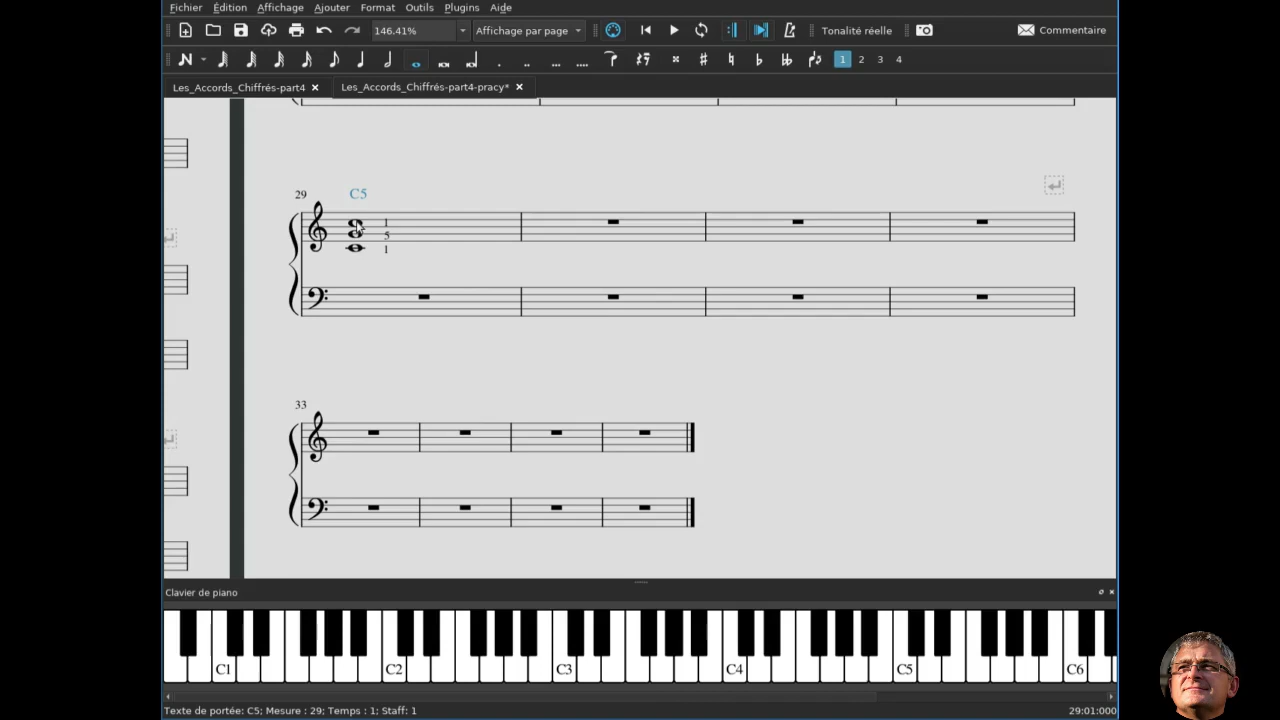 Fichier Édition Affichage Ajouter Format Outils Plugins Aide
146.41% Affichage par page Tonalité réelle Commentaire
1 2 3 4
Les_Accords_Chiffrés-part4 Les_Accords_Chiffrés-part4-pracy*
29 C5
1
5
1
33
Clavier de piano
C1 C2 C3 C4 C5 C6
Texte de portée: C5; Mesure : 29; Temps : 1; Staff: 1 29:01:000